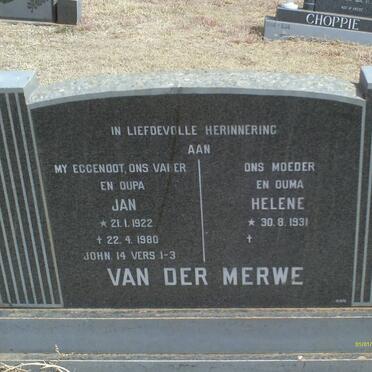 CHOPPIE
IN LIEFDEVOLLE HERINNERING
AAN
MY EGGENOOT, ONS VADER
EN OUPA
JAN
* 21.1.1922
† 22.4.1980
JOHN. 14 VERS 1-3
ONS MOEDER
EN OUMA
HELENE
* 30.8.1931
†
VAN DER MERWE